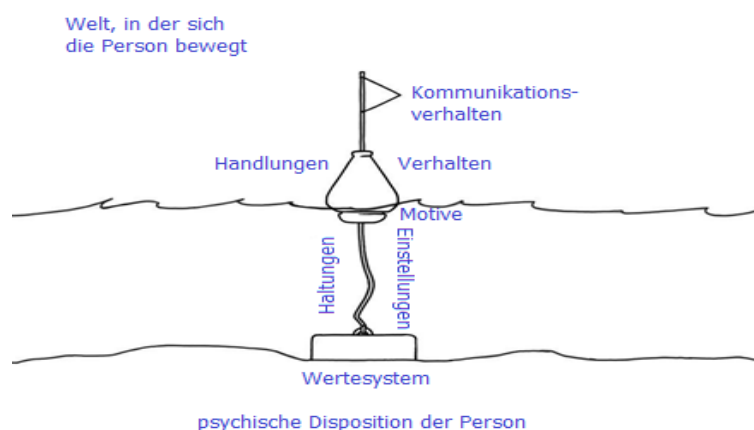 Welt, in der sich
die Person bewegt
Kommunikations-
verhalten
Handlungen
Verhalten
Motive
Haltungen
Einstellungen
Wertesystem
psychische Disposition der Person